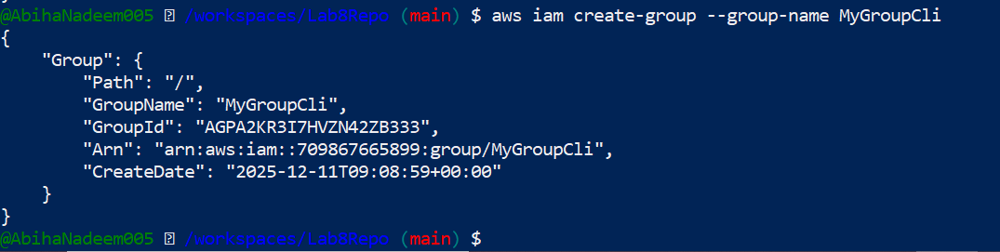 @AbihaNadeem005 /workspaces/Lab8Repo (main) $ aws iam create-group --group-name MyGroupCli
{
    "Group": {
        "Path": "/",
        "GroupName": "MyGroupCli",
        "GroupId": "AGPA2KR3I7HVZN42ZB333",
        "Arn": "arn:aws:iam::709867665899:group/MyGroupCli",
        "CreateDate": "2025-12-11T09:08:59+00:00"
    }
}
@AbihaNadeem005 /workspaces/Lab8Repo (main) $